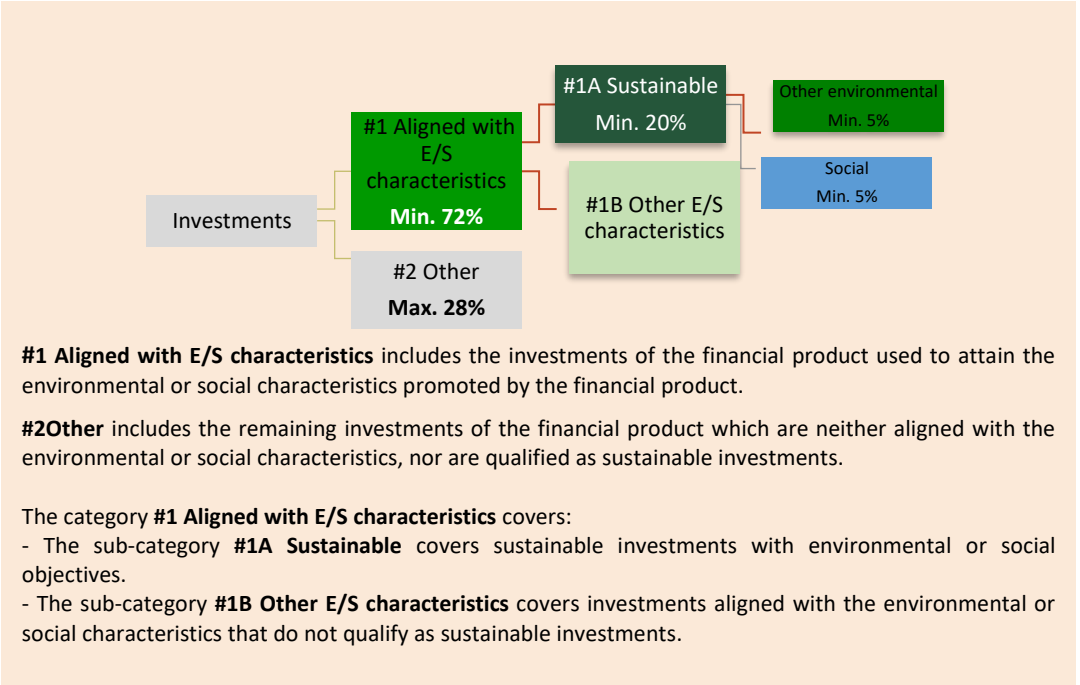 Investments
#1 Aligned with
E/S
characteristics
Min. 72%
#2 Other
Max. 28%
#1A Sustainable
Min. 20%
#1B Other E/S
characteristics
Other environmental
Min. 5%
Social
Min. 5%
#1 Aligned with E/S characteristics includes the investments of the financial product used to attain the
environmental or social characteristics promoted by the financial product.
#2Other includes the remaining investments of the financial product which are neither aligned with the
environmental or social characteristics, nor are qualified as sustainable investments.
The category #1 Aligned with E/S characteristics covers:
- The sub-category #1A Sustainable covers sustainable investments with environmental or social
objectives.
- The sub-category #1B Other E/S characteristics covers investments aligned with the environmental or
social characteristics that do not qualify as sustainable investments.